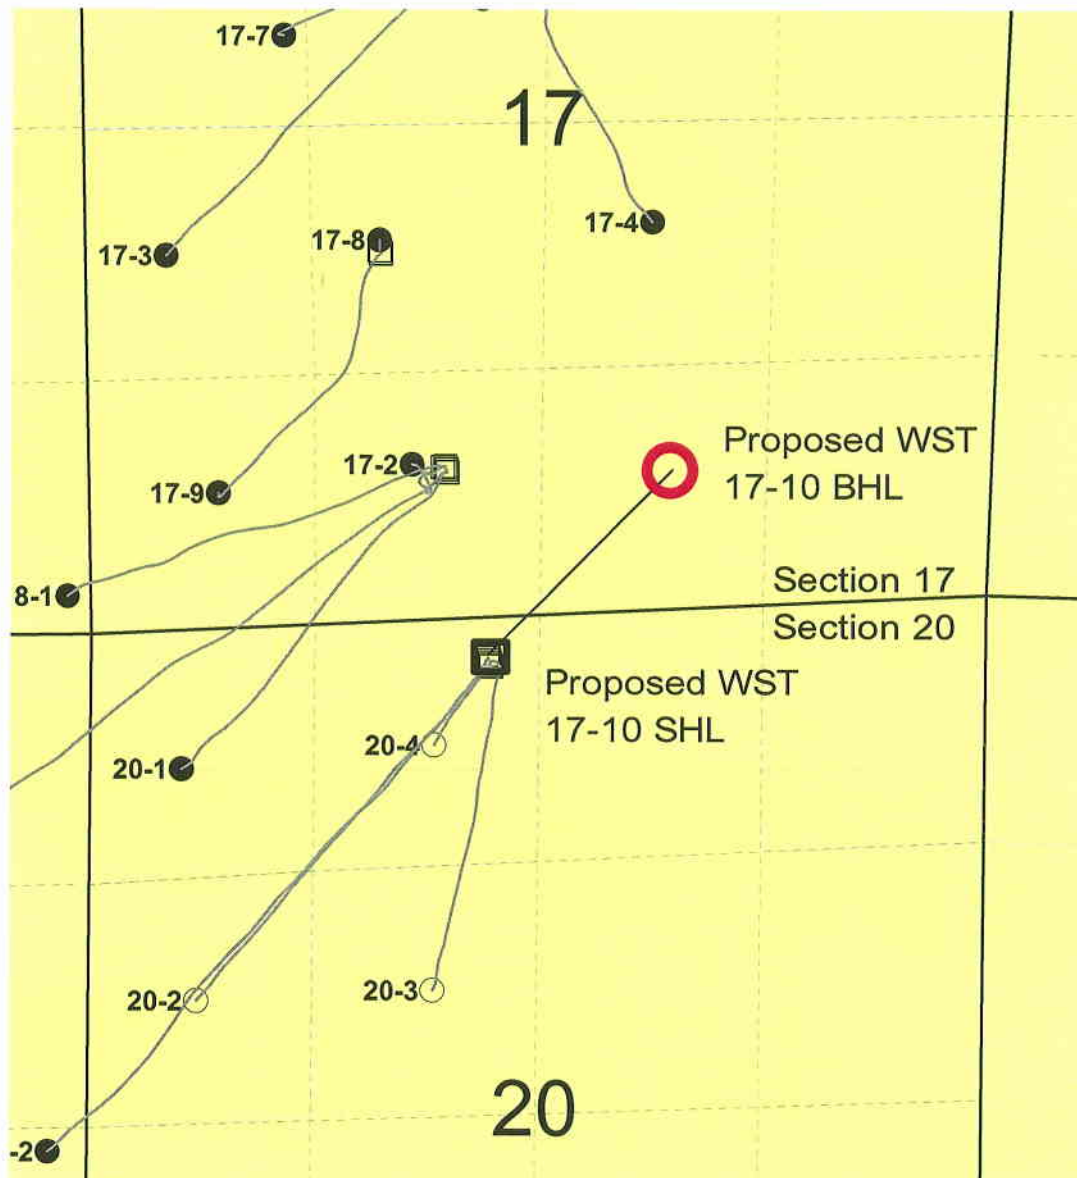 17-7
17
17-3
17-8
17-4
17-2
17-9
Proposed WST
17-10 BHL
8-1
Section 17
Section 20
Proposed WST
17-10 SHL
20-4
20-1
20-2
20-3
20
-2